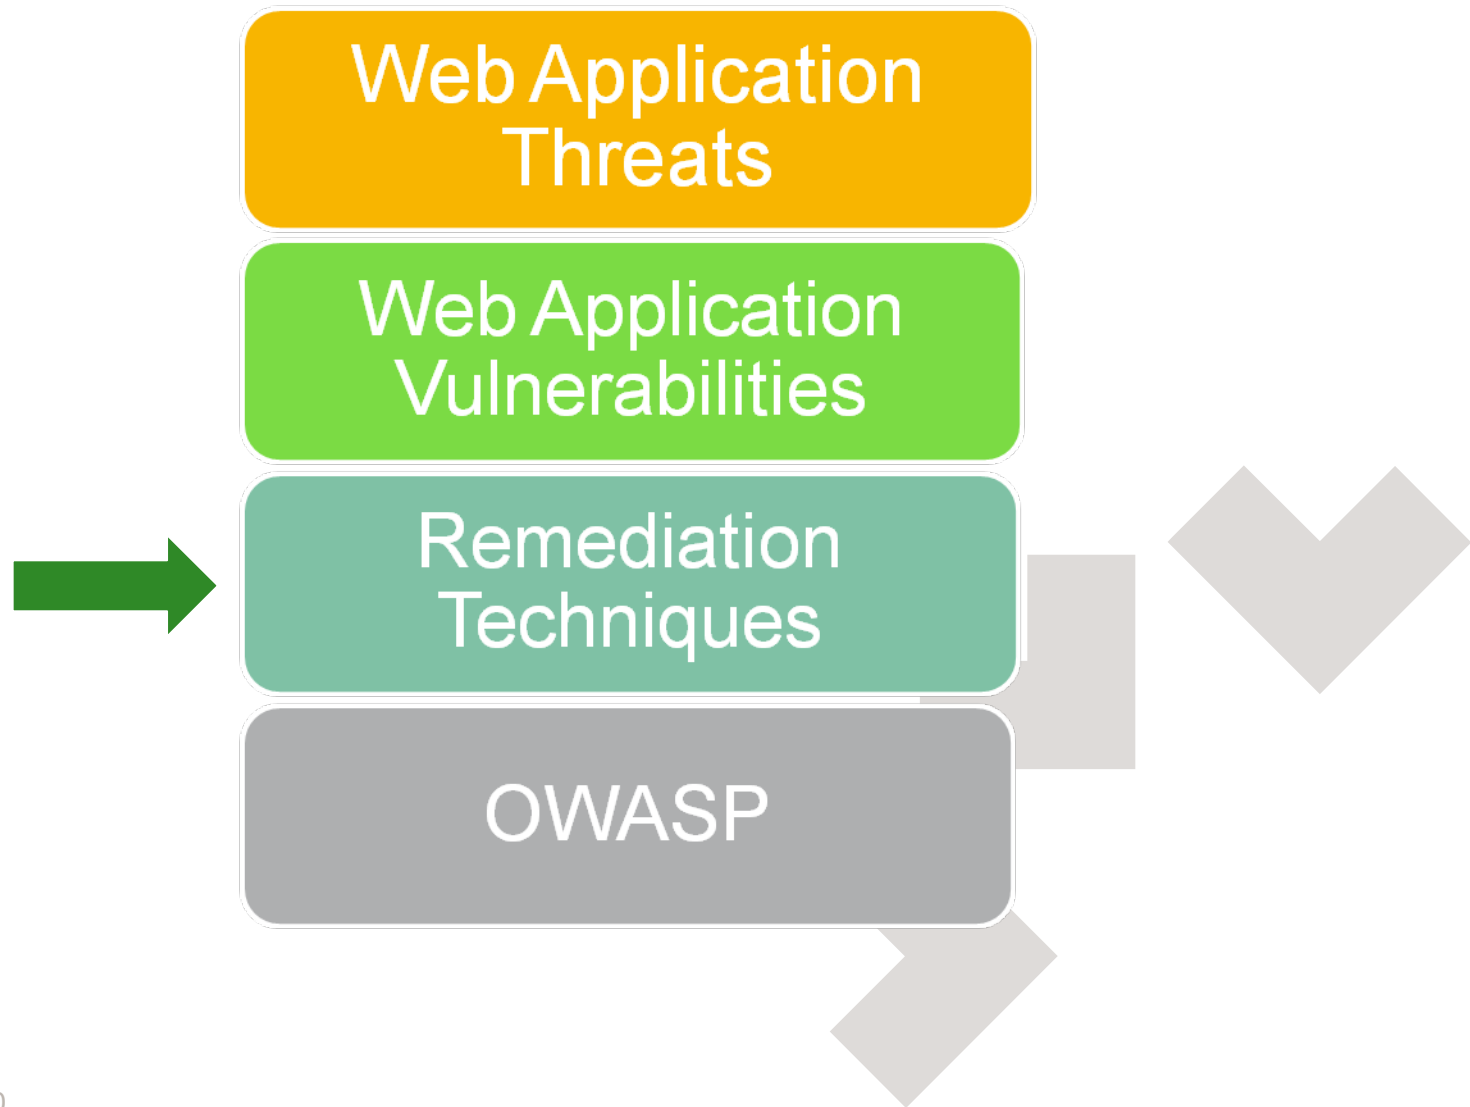 Web Application
Threats
Web Application
Vulnerabilities
Remediation
Techniques
OWASP